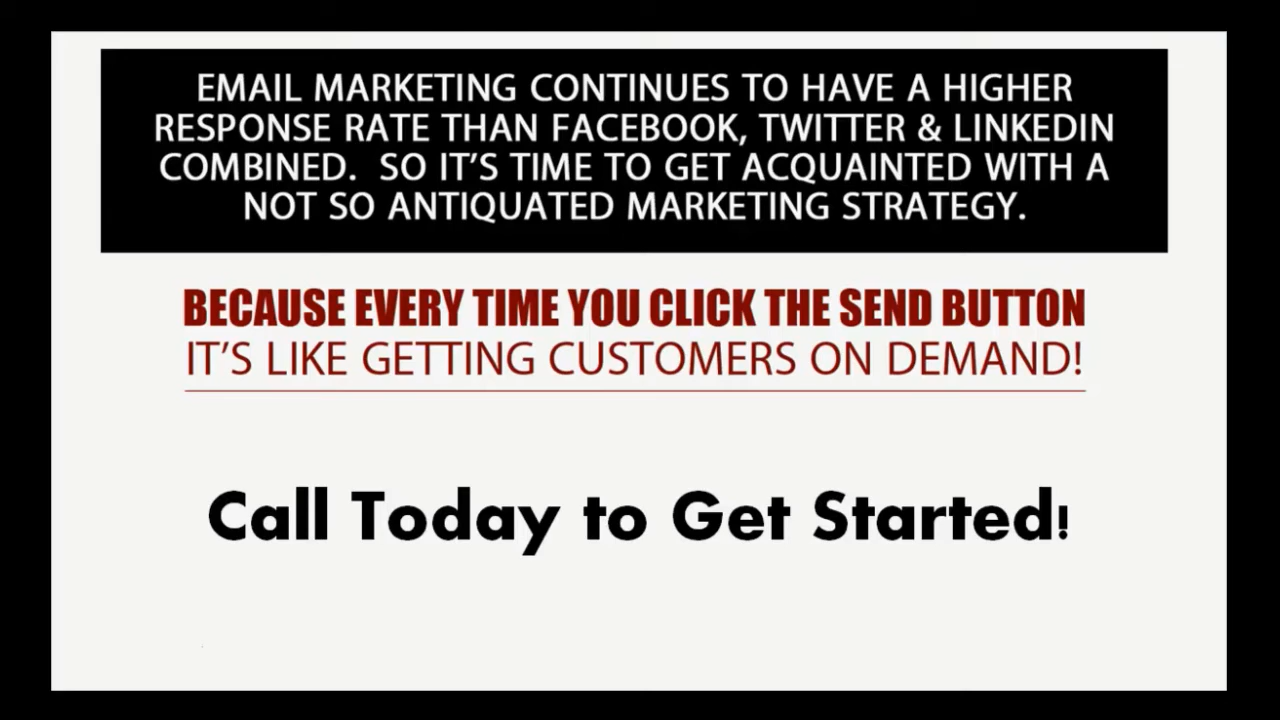 EMAIL MARKETING CONTINUES TO HAVE A HIGHER
RESPONSE RATE THAN FACEBOOK, TWITTER & LINKEDIN
COMBINED.  SO IT'S TIME TO GET ACQUAINTED WITH A
NOT SO ANTIQUATED MARKETING STRATEGY.
BECAUSE EVERY TIME YOU CLICK THE SEND BUTTON
IT'S LIKE GETTING CUSTOMERS ON DEMAND!
Call Today to Get Started!